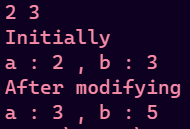 2 3
Initially
a : 2 , b : 3
After modifying
a : 3 , b : 5